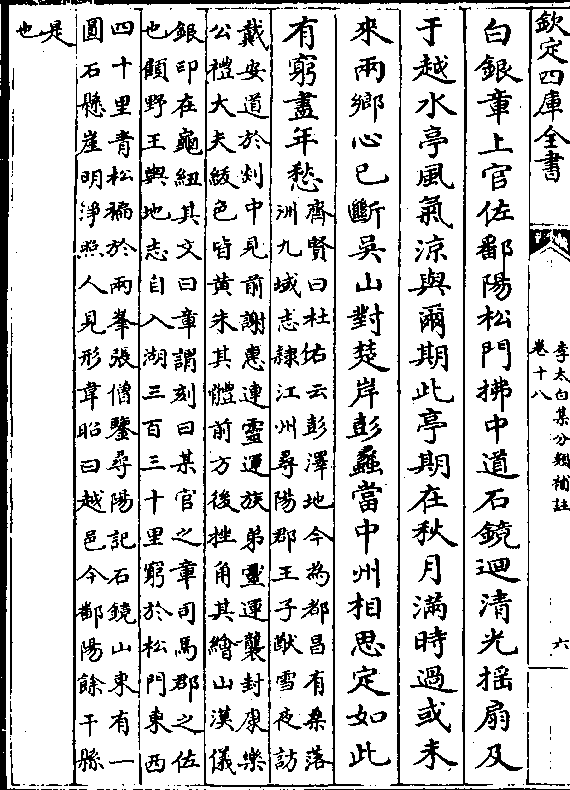 欽定四庫全書
李太白集分類補註
卷十八
六
白銀章上官佐鄱陽松門拂中道石鏡迴清光揺扇及
于越水亭風氣涼與爾期此亭期在秋月滿時過或未
來兩鄉心已斷吳山對楚岸彭蠡當中州相思定如此
有窮盡年愁
齊賢曰杜佑云彭澤地今為都昌有桑落
洲九域志隸江州尋陽郡王子猷雪夜訪
戴安道於剡中見前謝惠連靈運族弟靈運襲封康樂
公禮大夫紱色皆黄朱其體前方後挫角其繪山漢儀
銀印在龜紐其文曰章謂刻曰某官之章司馬郡之佐
也顧野王輿地志自入湖三百三十里窮於松門東西
四十里青松徧於兩峯張僧鑒尋陽記石鏡山東有一
圓石懸崖明淨照人見形韋昭曰越邑今鄱陽餘干縣
是
也